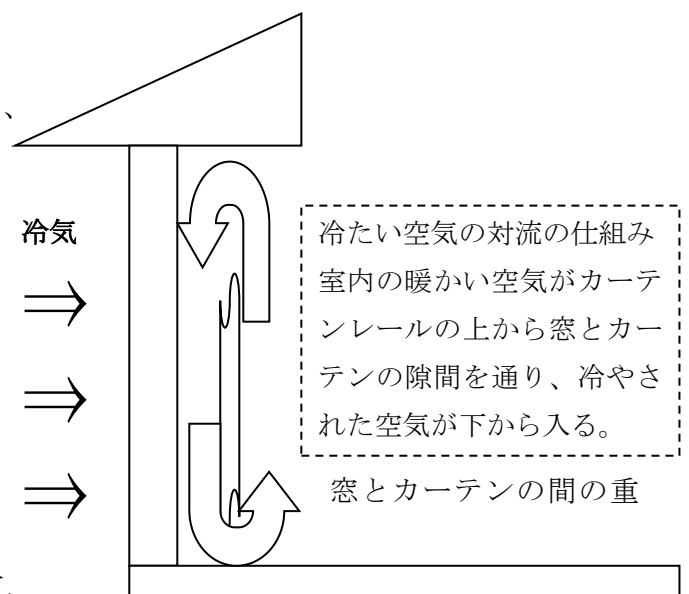 、
冷気
冷たい空気の対流の仕組み
室内の暖かい空気がカーテ
ンレールの上から窓とカー
テンの隙間を通り、冷やさ
れた空気が下から入る。
窓とカーテンの間の重